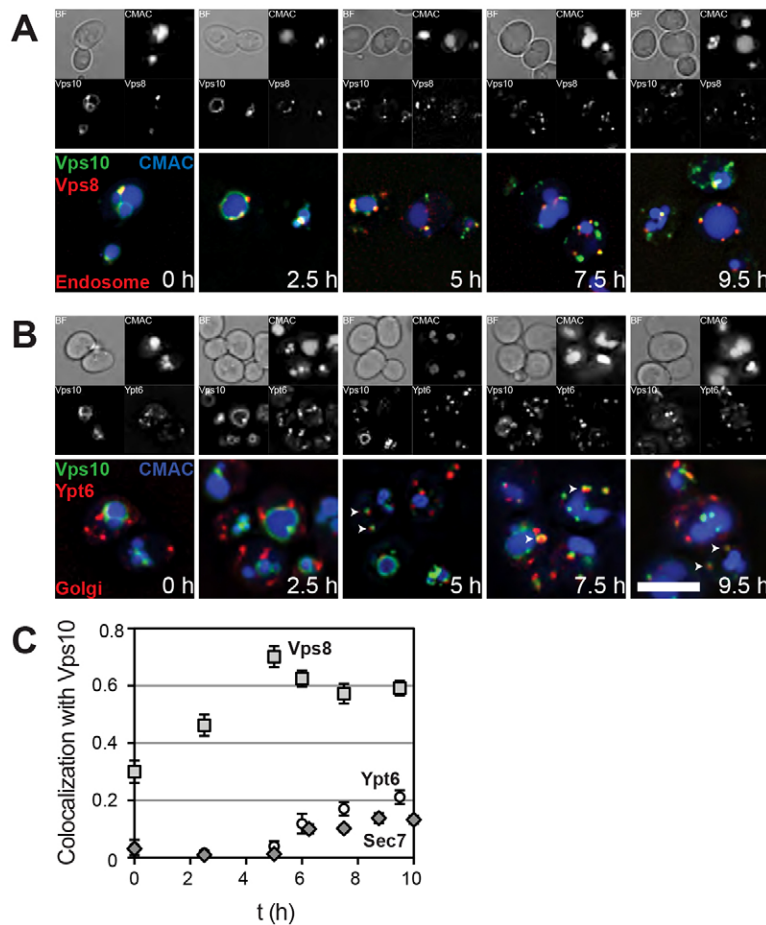 A
BF CMAC BF CMAC BF CMAC BF CMAC BF CMAC
Vps10 Vps8 Vps10 Vps8 Vps10 Vps8 Vps10 Vps8 Vps10 Vps8
Vps10 CMAC
Vps8
Endosome 0 h 2.5 h 5 h 7.5 h 9.5 h
B
BF CMAC BF CMAC BF CMAC BF CMAC BF CMAC
Vps10 Ypt6 Vps10 Ypt6 Vps10 Ypt6 Vps10 Ypt6 Vps10 Ypt6
Vps10 CMAC
Ypt6
Golgi 0 h 2.5 h 5 h 7.5 h 9.5 h
C
Colocalization with Vps10
0.8
Vps8
0.6
0.4
Ypt6
0.2
Sec7
0
0 2 4 6 8 10
t (h)